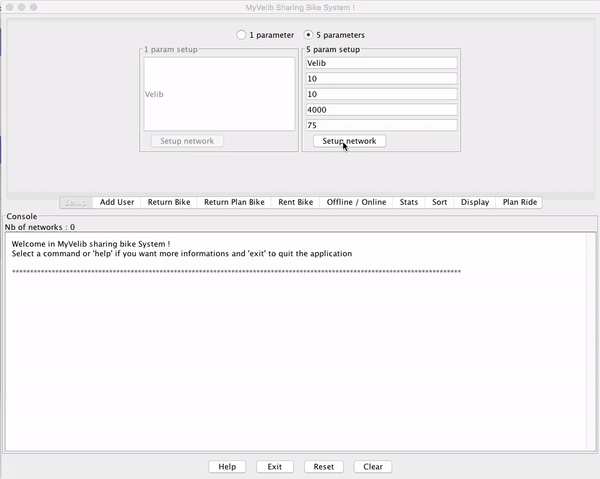 MyVelib Sharing Bike System !
1 parameter 5 parameters
1 param setup
Velib
Setup network
5 param setup
Velib
10
10
4000
75
Setup network
Setup Add User Return Bike Return Plan Bike Rent Bike Offline / Online Stats Sort Display Plan Ride
Console
Nb of networks : 0
Welcome in MyVelib sharing bike System !
Select a command or 'help' if you want more informations and 'exit' to quit the application
Help Exit Reset Clear